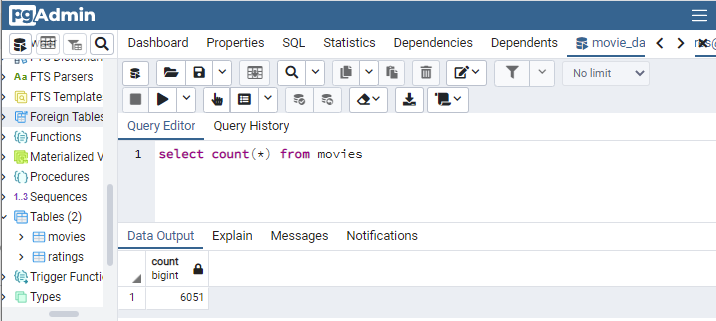 pgAdmin
Dashboard Properties SQL Statistics Dependencies Dependents movie_da
FTS Parsers
FTS Template
Foreign Tables
Functions
Materialized V
Procedures
1..3 Sequences
Tables (2)
movies
ratings
Trigger Functi
Types
No limit
Query Editor Query History
1 select count(*) from movies
Data Output Explain Messages Notifications
count
bigint
1 6051